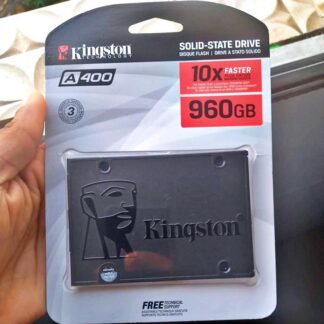 Kingston
TECHNOLOGY
SOLID-STATE DRIVE
DISQUE FLASH | DRIVE A STATO SOLIDO
A400
10x FASTER
3
960GB
Kingston
FREE TECHNICAL SUPPORT